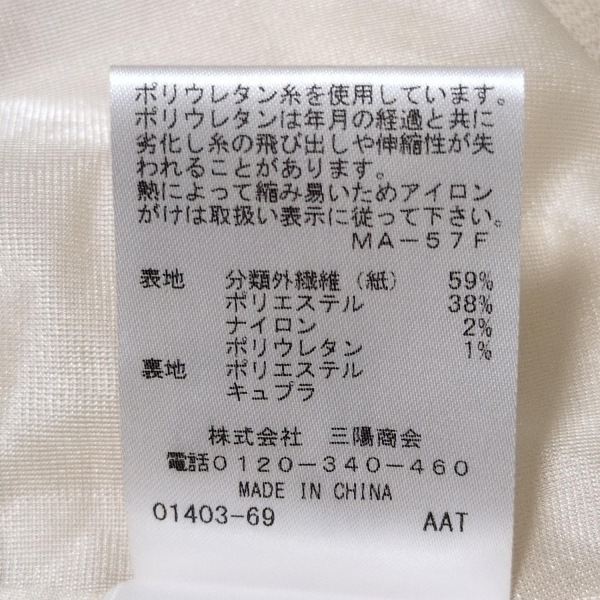 ポリウレタン糸を使用しています。
ポリウレタンは年月の経過と共に
劣化し糸の飛び出しや伸縮性が失
われることがあります。
熱によって縮み易いためアイロン
がけは取扱い表示に従って下さい。
MA-57F
表地 分類外繊維(紙) 59%
ポリエステル 38%
ナイロン 2%
ポリウレタン 1%
裏地 ポリエステル
キュプラ
株式会社 三陽商会
電話0120-340-460
MADE IN CHINA
01403-69 AAT